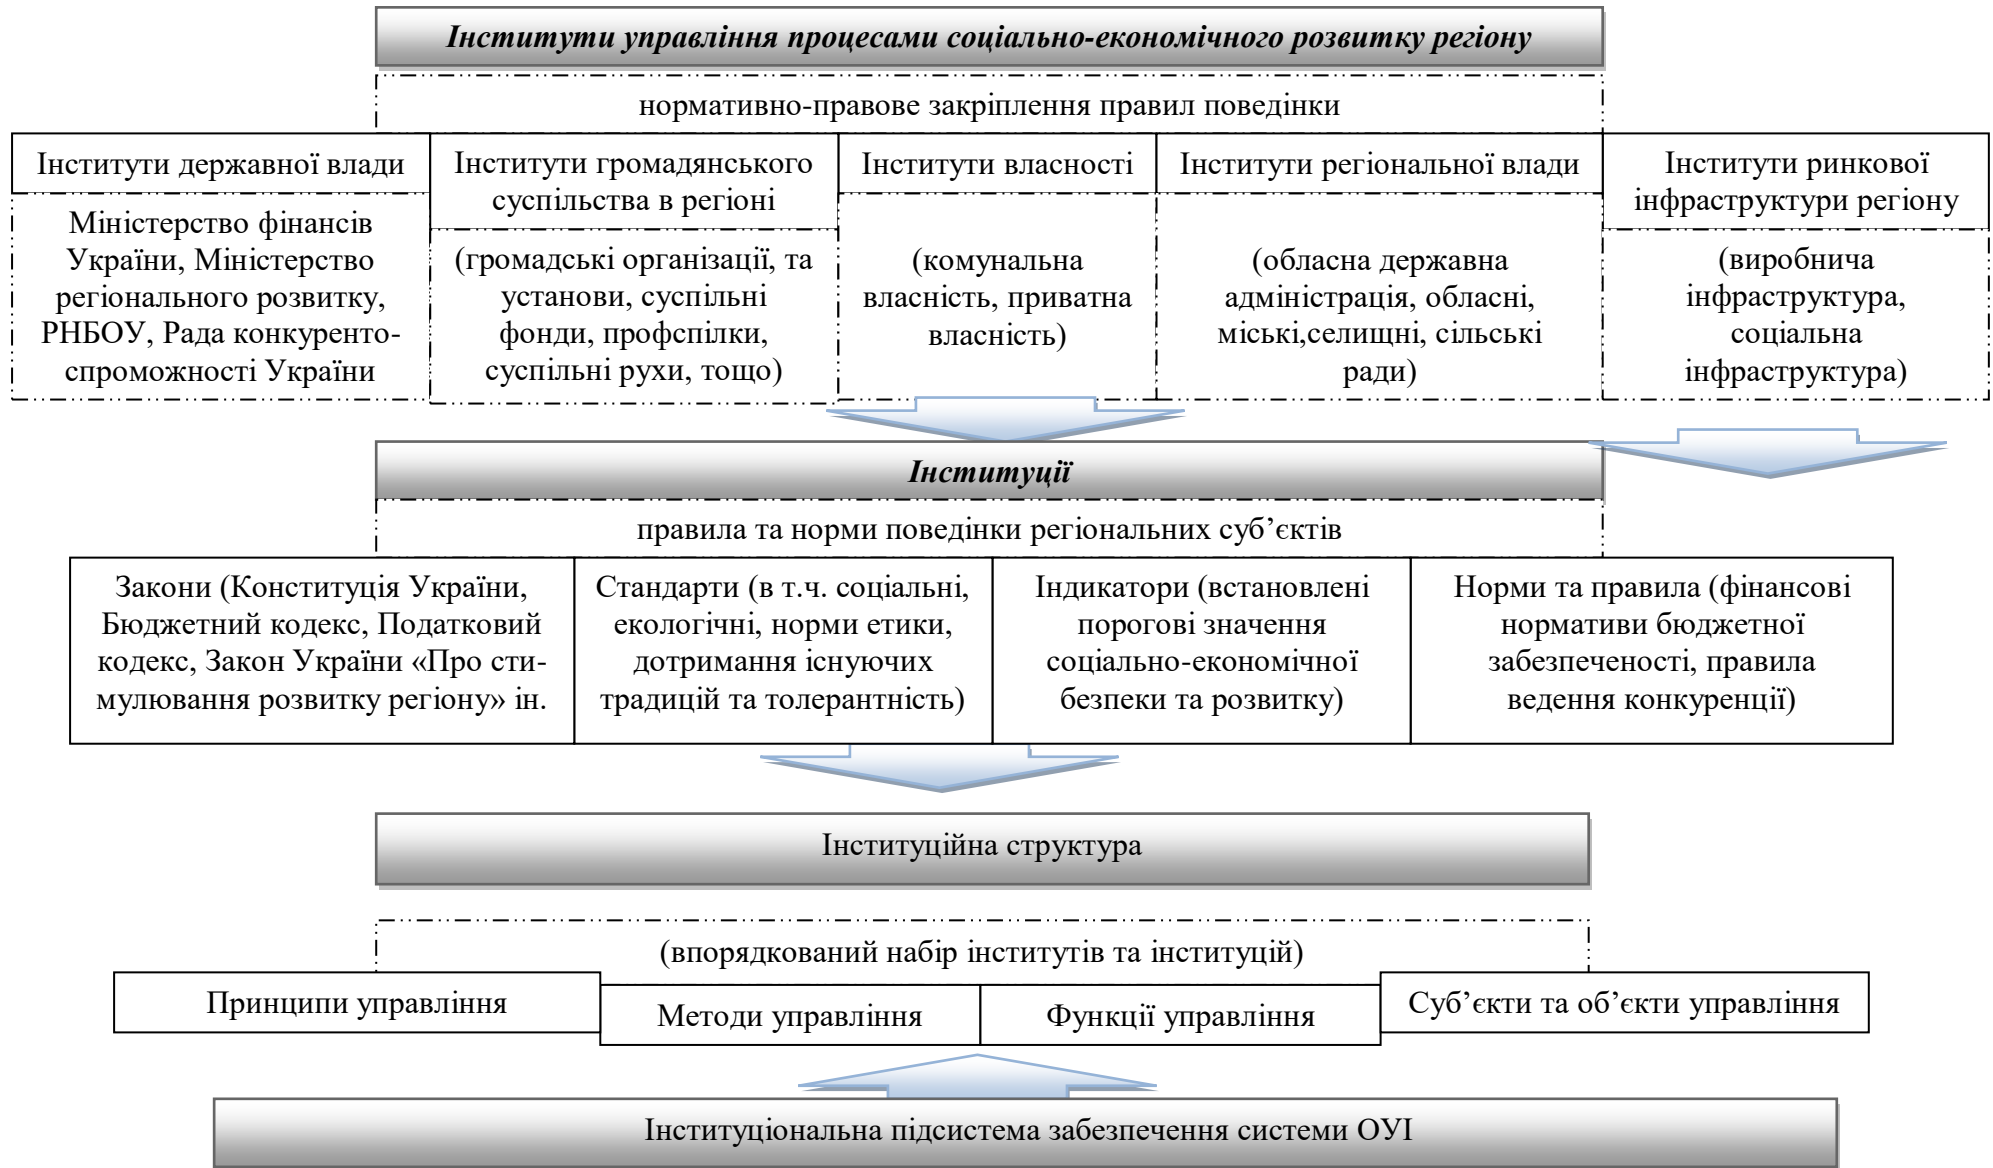 Інститути управління процесами соціально-економічного розвитку регіону
нормативно-правове закріплення правил поведінки
Інститути державної влади
Міністерство фінансів
України, Міністерство
регіонального розвитку,
РНБОУ, Рада конкуренто-
спроможності України
Інститути громадянського
суспільства в регіоні
(громадські організації, та
установи, суспільні
фонди, профспілки,
суспільні рухи, тощо)
Інститути власності
(комунальна
власність, приватна
власність)
Інститути регіональної влади
(обласна державна
адміністрація, обласні,
міські,селищні, сільські
ради)
Інститути ринкової
інфраструктури регіону
(виробнича
інфраструктура,
соціальна
інфраструктура)
Інституції
правила та норми поведінки регіональних суб’єктів
Закони (Конституція України,
Бюджетний кодекс, Податковий
кодекс, Закон України «Про сти-
мулювання розвитку регіону» ін.
Стандарти (в т.ч. соціальні,
екологічні, норми етики,
дотримання існуючих
традицій та толерантність)
Індикатори (встановлені
порогові значення
соціально-економічної
безпеки та розвитку)
Норми та правила (фінансові
нормативи бюджетної
забезпеченості, правила
ведення конкуренції)
Інституційна структура
(впорядкований набір інститутів та інституцій)
Принципи управління
Методи управління
Функції управління
Суб’єкти та об’єкти управління
Інституціональна підсистема забезпечення системи ОУІ